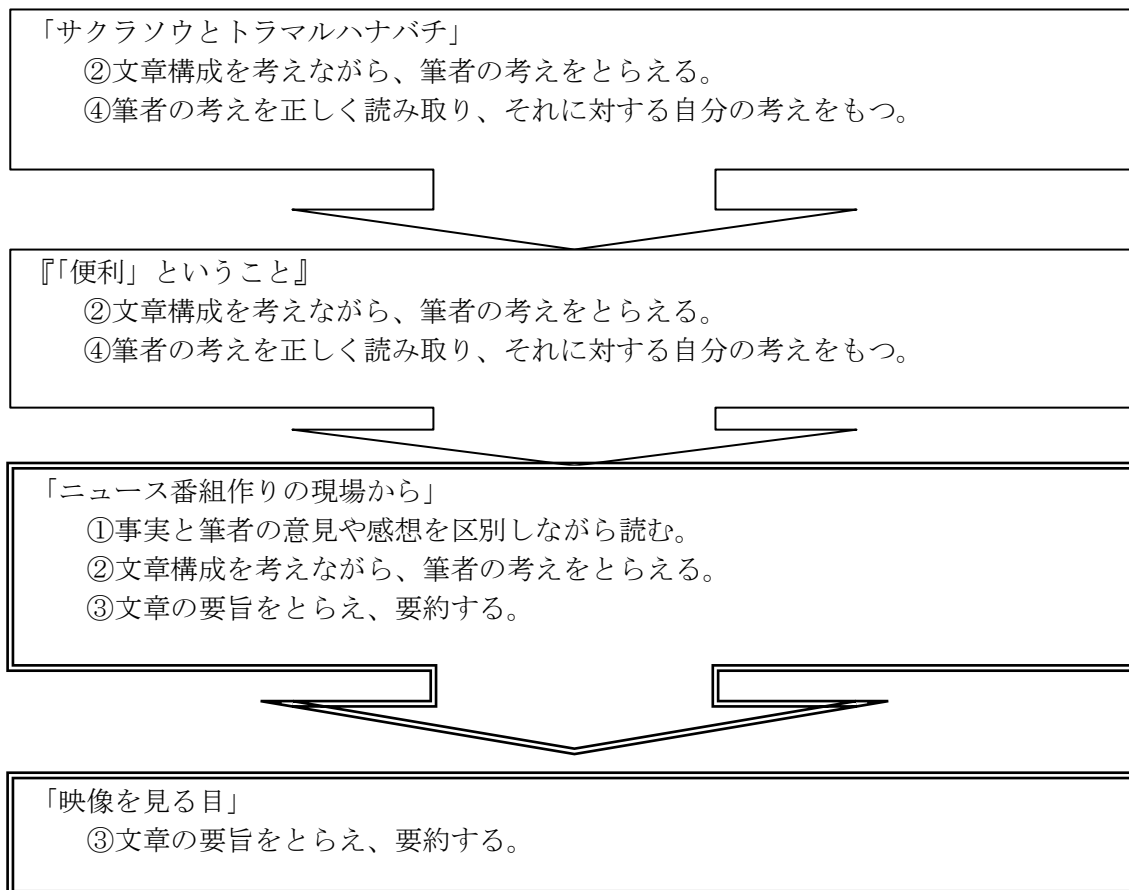 「サクラソウとトラマルハナバチ」
②文章構成を考えながら、筆者の考えをとらえる。
④筆者の考えを正しく読み取り、それに対する自分の考えをもつ。
『「便利」ということ』
②文章構成を考えながら、筆者の考えをとらえる。
④筆者の考えを正しく読み取り、それに対する自分の考えをもつ。
「ニュース番組作りの現場から」
①事実と筆者の意見や感想を区別しながら読む。
②文章構成を考えながら、筆者の考えをとらえる。
③文章の要旨をとらえ、要約する。
「映像を見る目」
③文章の要旨をとらえ、要約する。